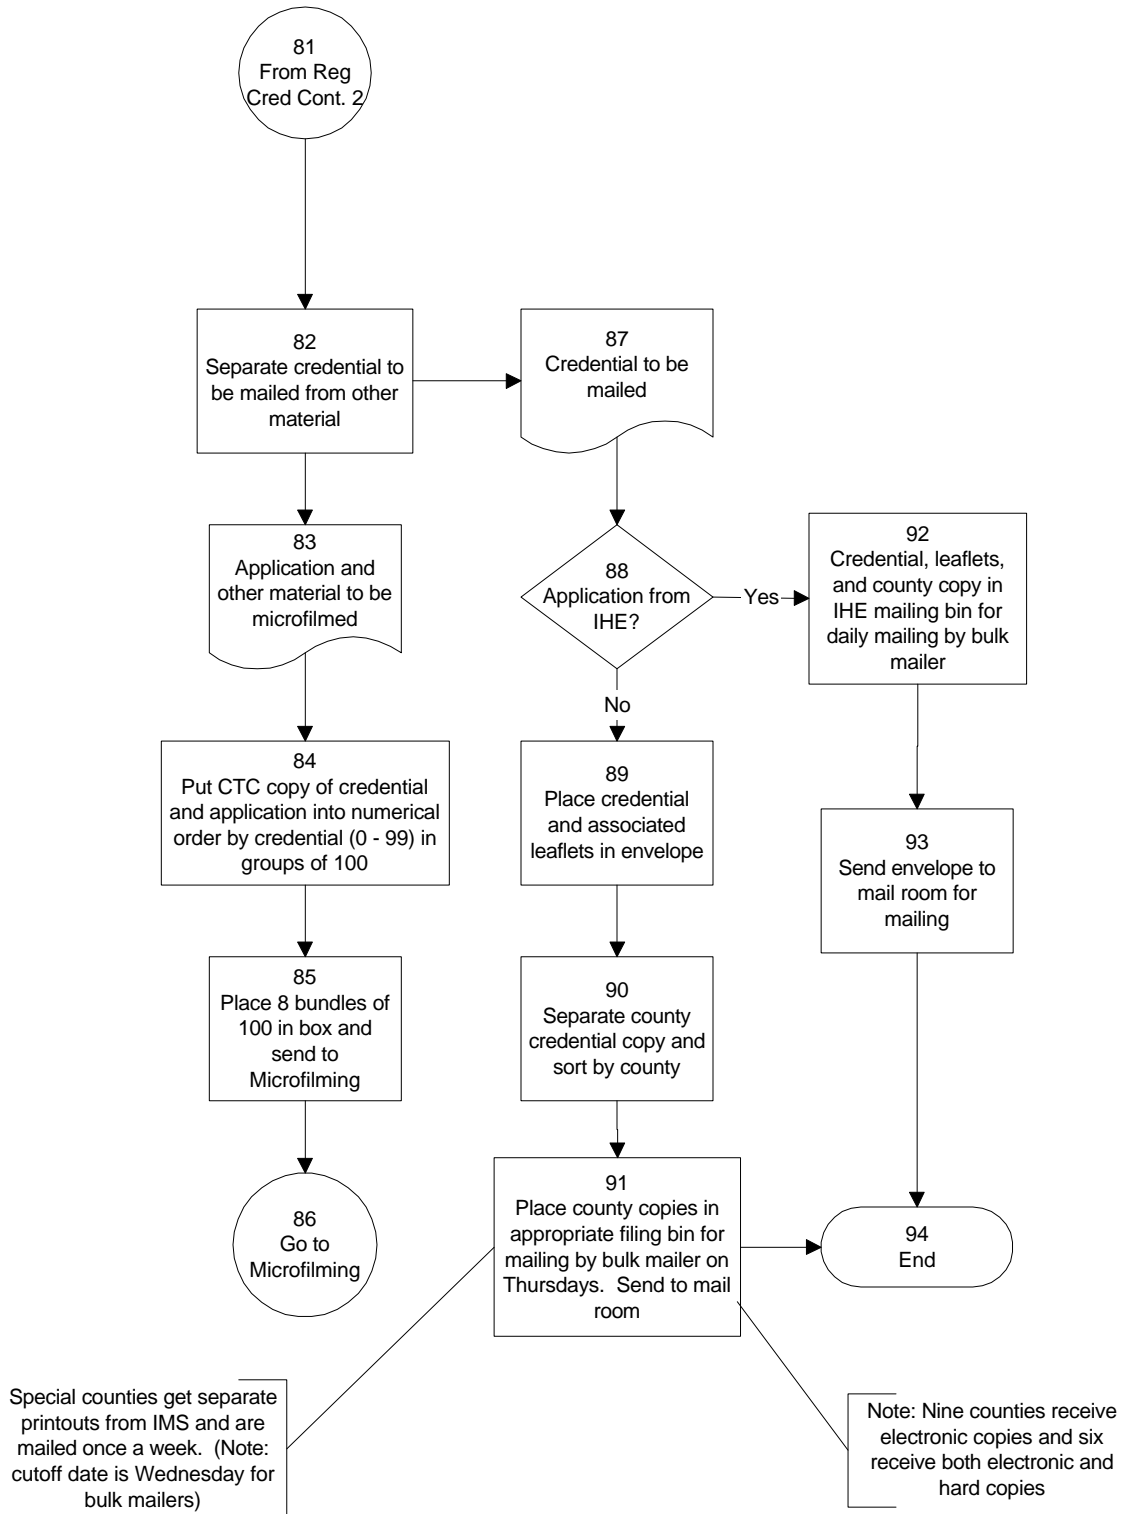 81
From Reg
Cred Cont. 2
82
Separate credential to
be mailed from other
material
87
Credential to be
mailed
83
Application and
other material to be
microfilmed
88
Application from
IHE?
Yes
92
Credential, leaflets,
and county copy in
IHE mailing bin for
daily mailing by bulk
mailer
No
84
Put CTC copy of credential
and application into numerical
order by credential (0 - 99) in
groups of 100
89
Place credential
and associated
leaflets in envelope
93
Send envelope to
mail room for
mailing
85
Place 8 bundles of
100 in box and
send to
Microfilming
90
Separate county
credential copy and
sort by county
86
Go to
Microfilming
91
Place county copies in
appropriate filing bin for
mailing by bulk mailer on
Thursdays.  Send to mail
room
94
End
Special counties get separate
printouts from IMS and are
mailed once a week.  (Note:
cutoff date is Wednesday for
bulk mailers)
Note: Nine counties receive
electronic copies and six
receive both electronic and
hard copies